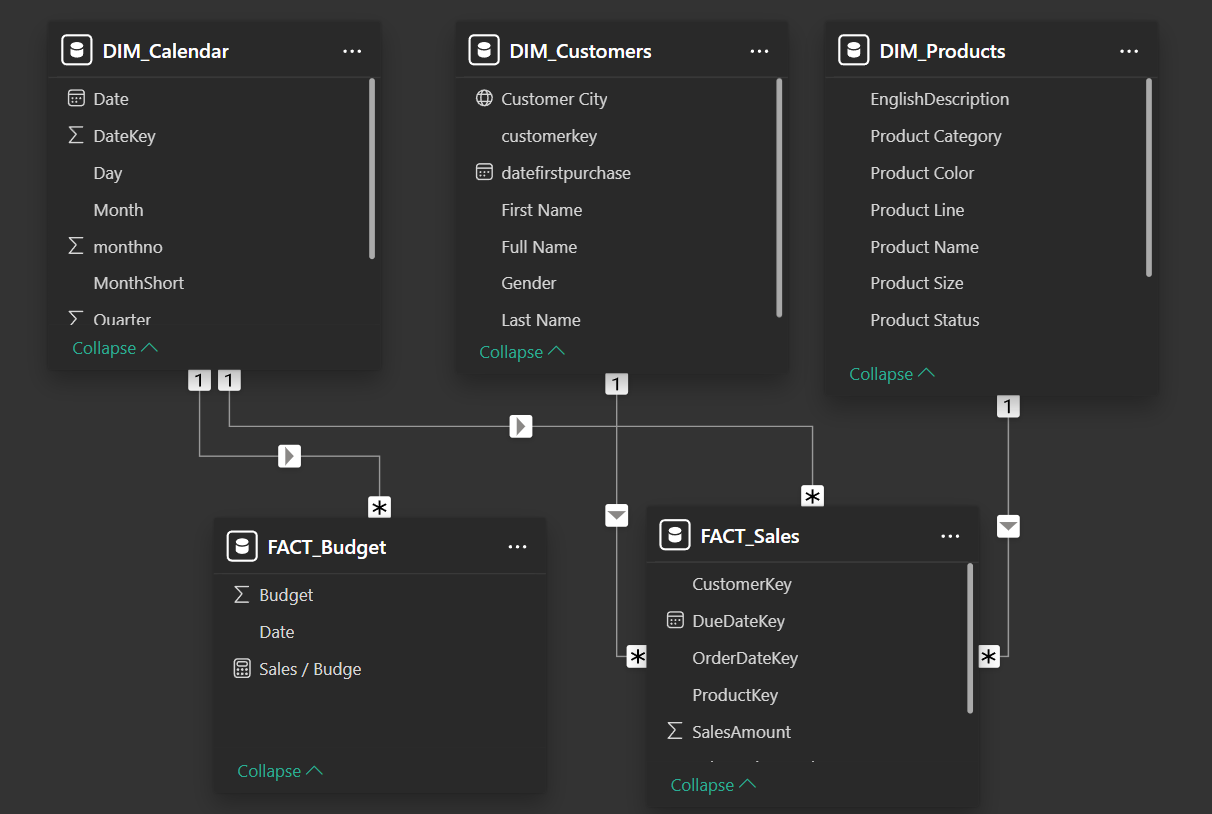 DIM_Calendar
Date
DateKey
Day
Month
monthno
MonthShort
Quarter
Collapse
DIM_Customers
Customer City
customerkey
datefirstpurchase
First Name
Full Name
Gender
Last Name
Collapse
DIM_Products
EnglishDescription
Product Category
Product Color
Product Line
Product Name
Product Size
Product Status
Collapse
1
1
1
1
*
*
*
*
FACT_Budget
Budget
Date
Sales / Budge
Collapse
FACT_Sales
CustomerKey
DueDateKey
OrderDateKey
ProductKey
SalesAmount
Collapse